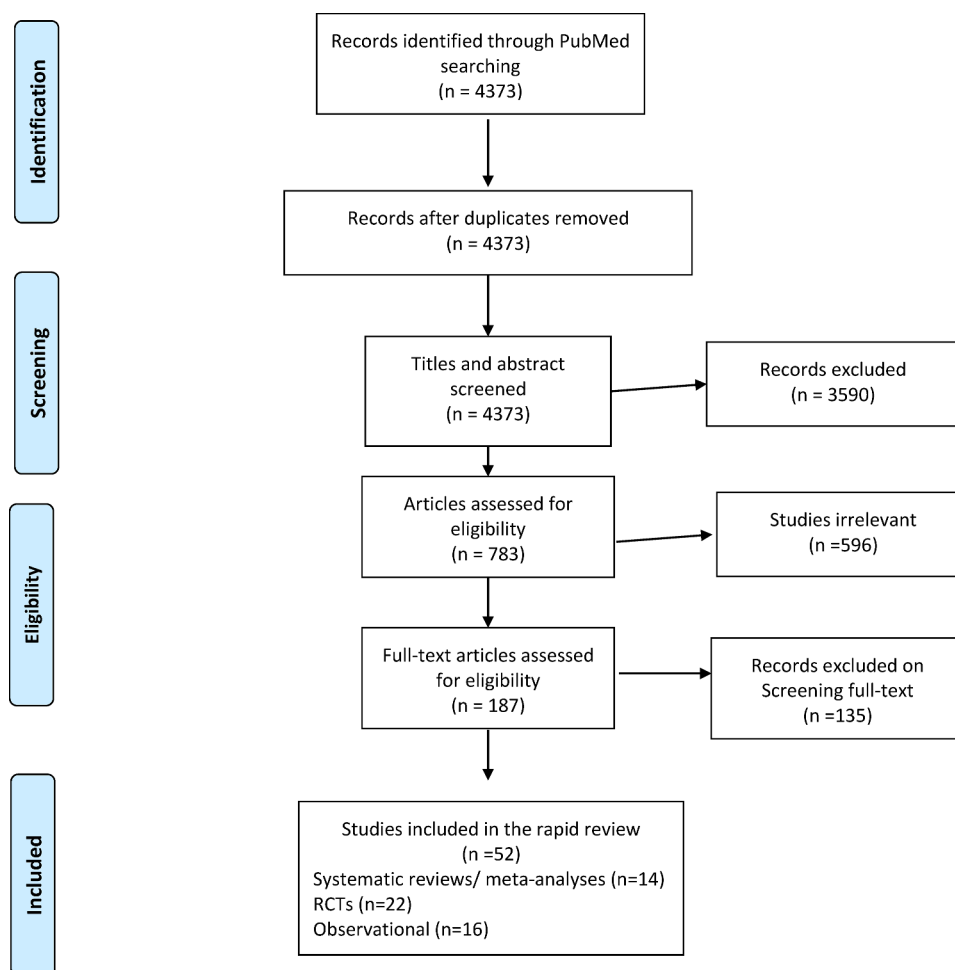 Identification
Records identified through PubMed
searching
(n = 4373)
Records after duplicates removed
(n = 4373)
Screening
Titles and abstract
screened
(n = 4373)
Records excluded
(n = 3590)
Eligibility
Articles assessed for
eligibility
(n = 783)
Studies irrelevant
(n =596)
Full-text articles assessed
for eligibility
(n = 187)
Records excluded on
Screening full-text
(n =135)
Included
Studies included in the rapid review
(n =52)
Systematic reviews/ meta-analyses (n=14)
RCTs (n=22)
Observational (n=16)